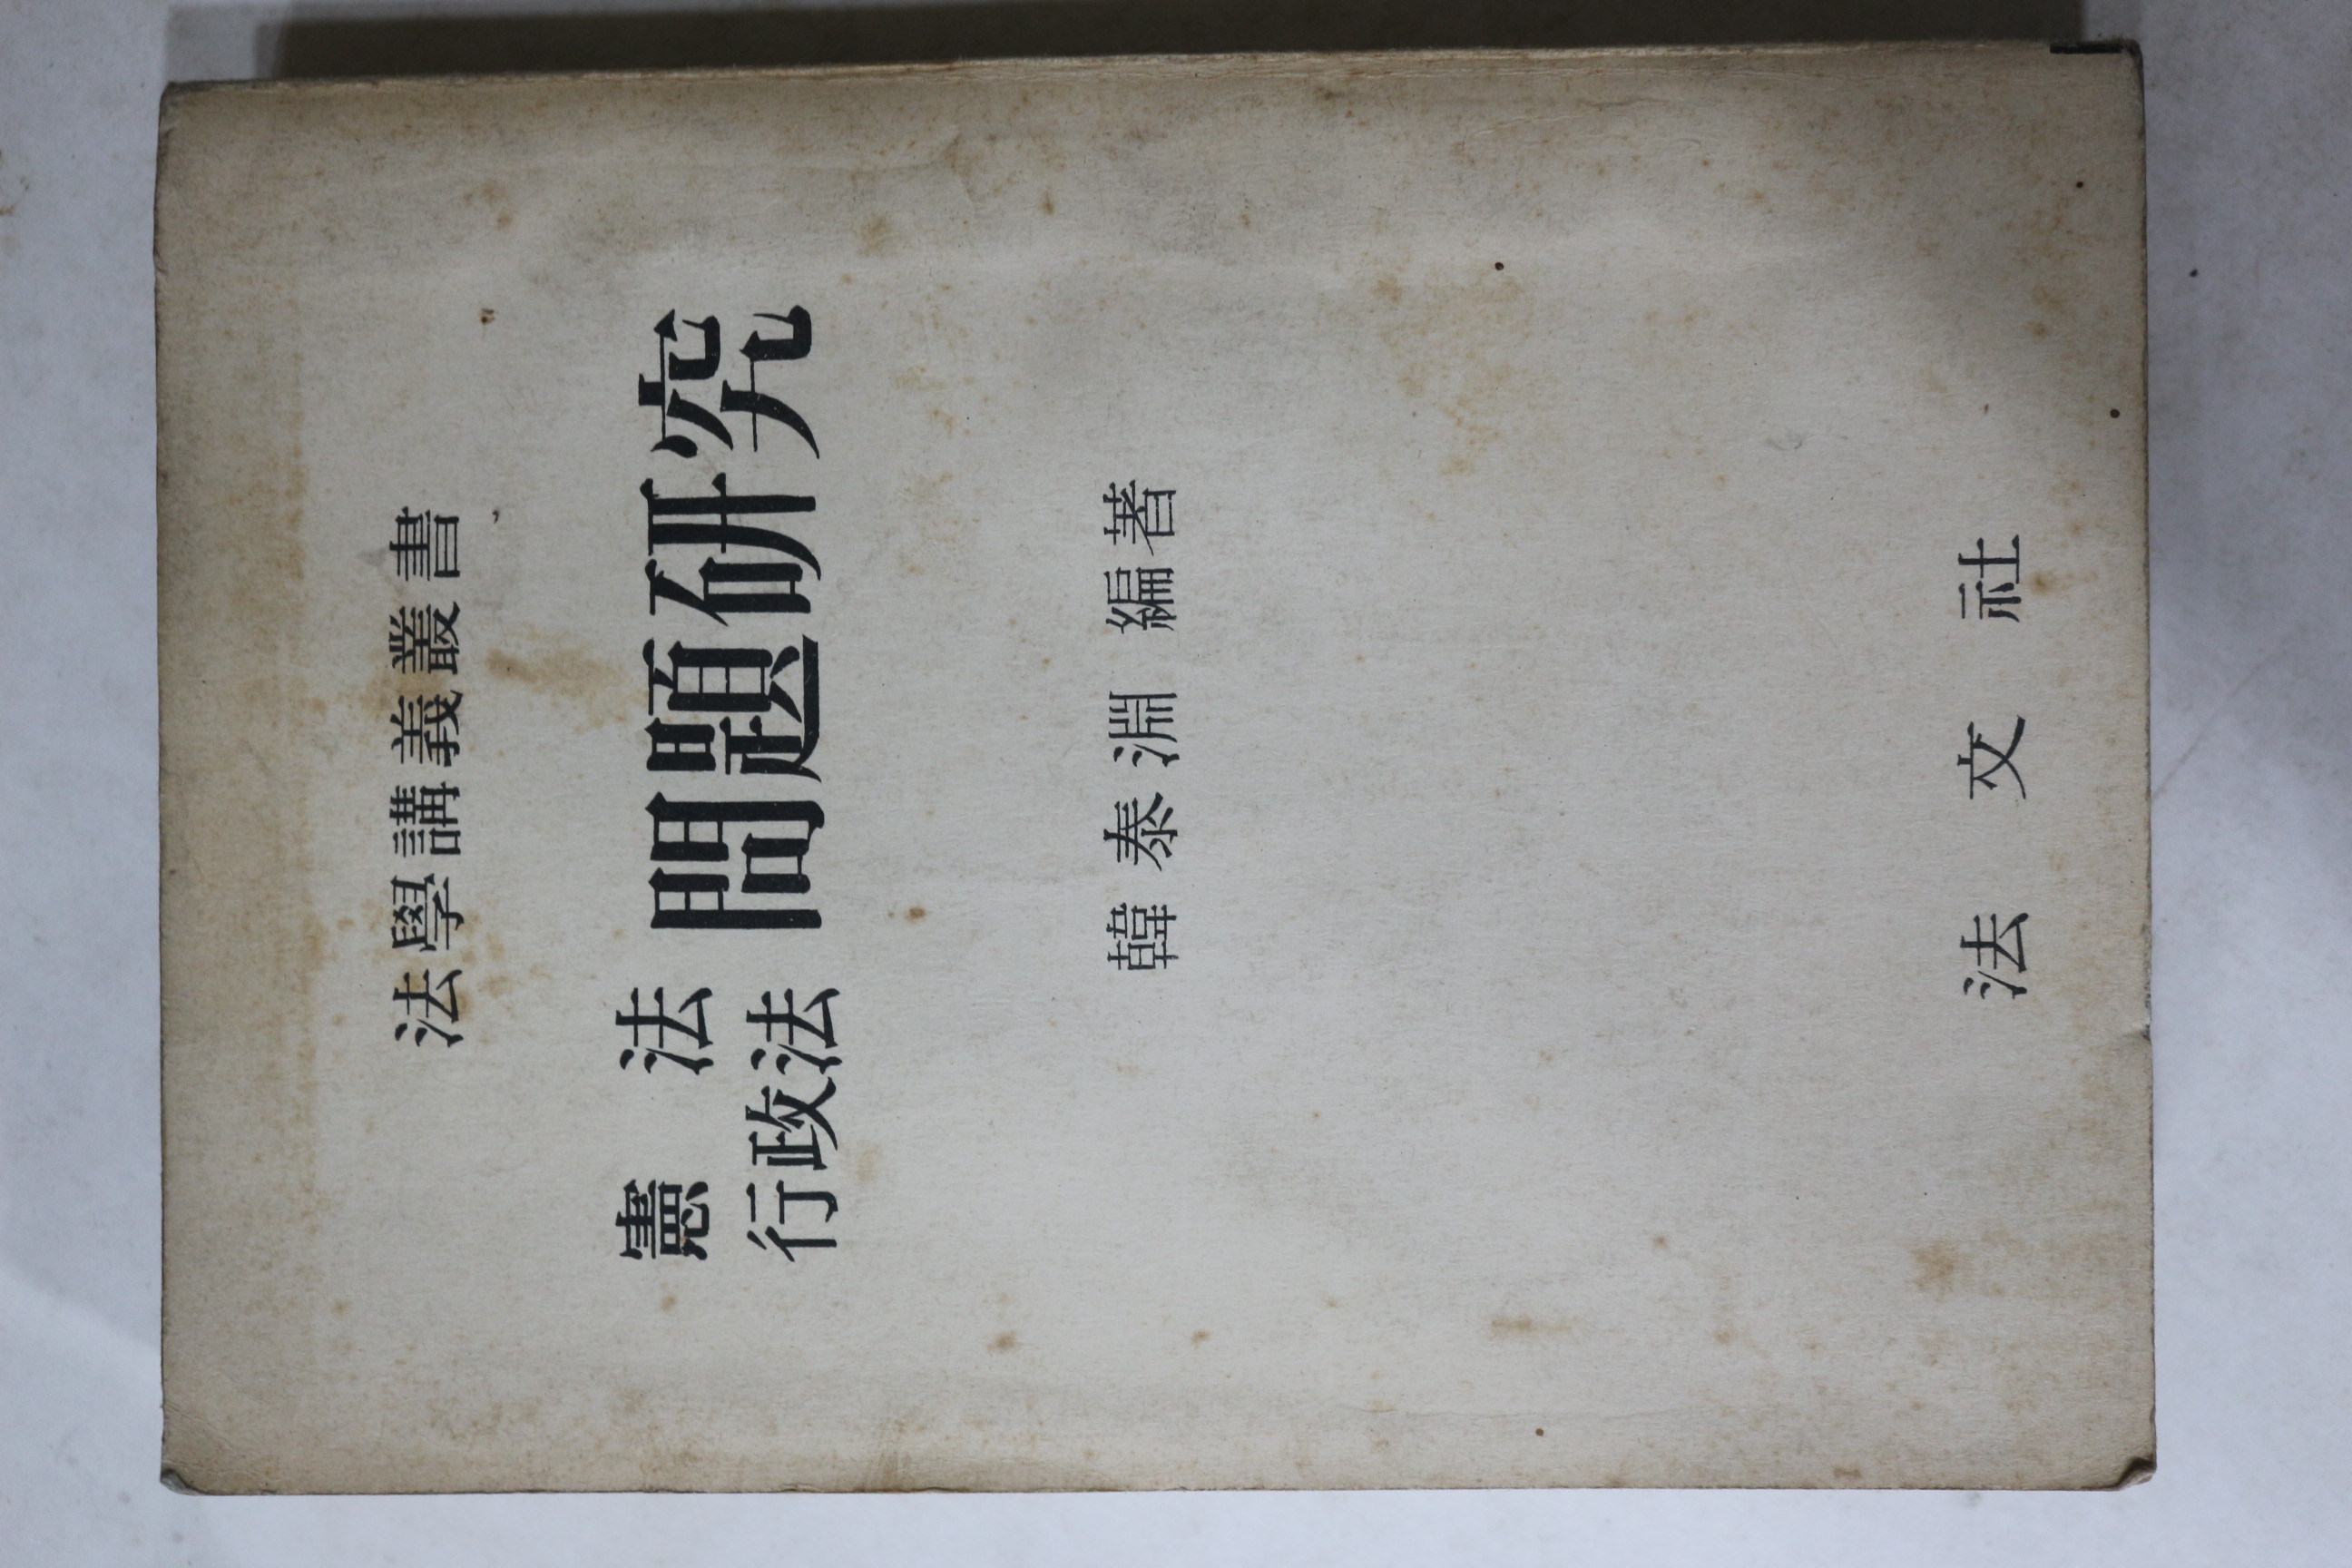 法學講義叢書
憲法
行政法
問題研究
韓泰淵 編著
法文社